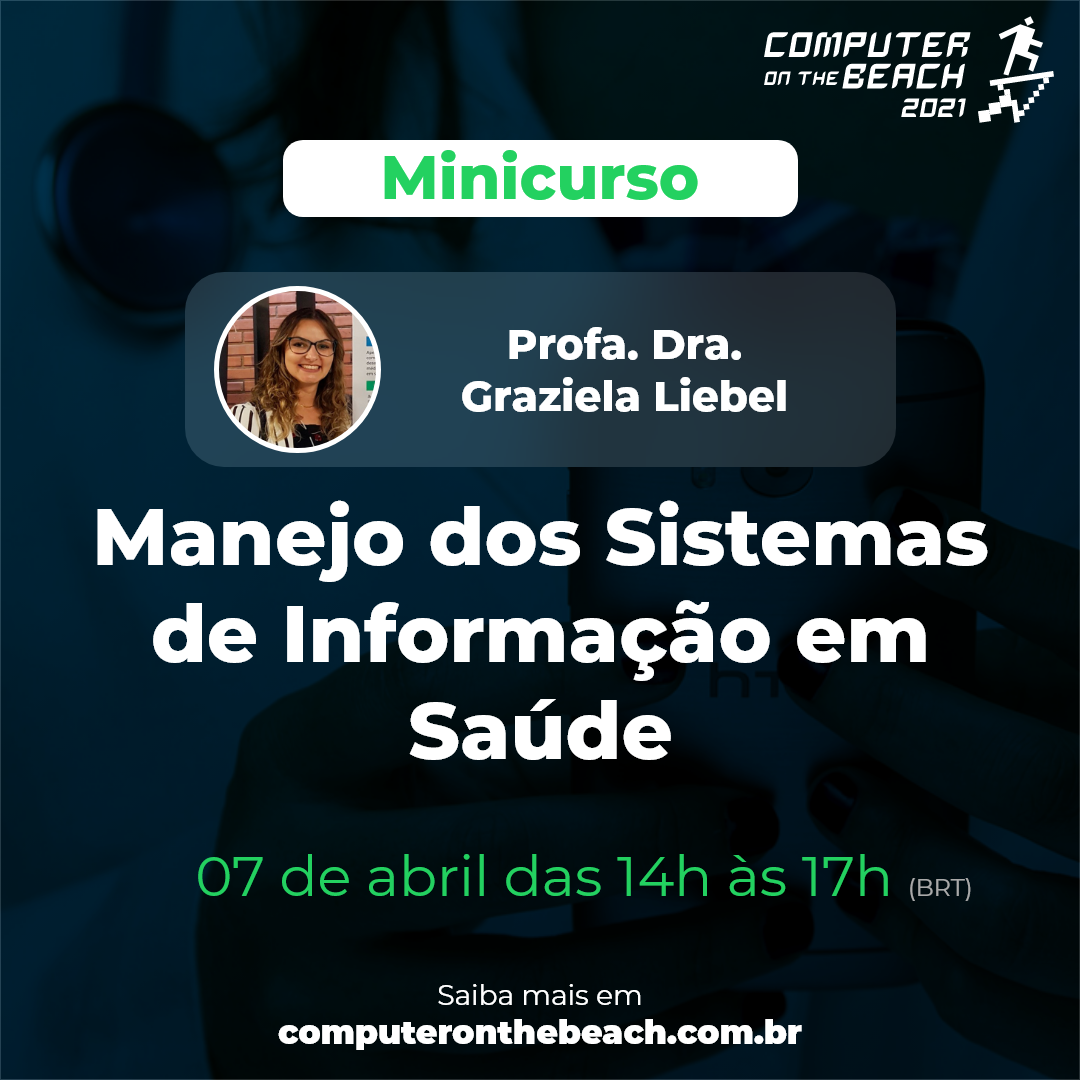 COMPUTER
ON THE BEACH
2021
Minicurso
Profa. Dra.
Graziela Liebel
Manejo dos Sistemas
de Informação em
Saúde
07 de abril das 14h às 17h (BRT)
Saiba mais em
computeronthebeach.com.br